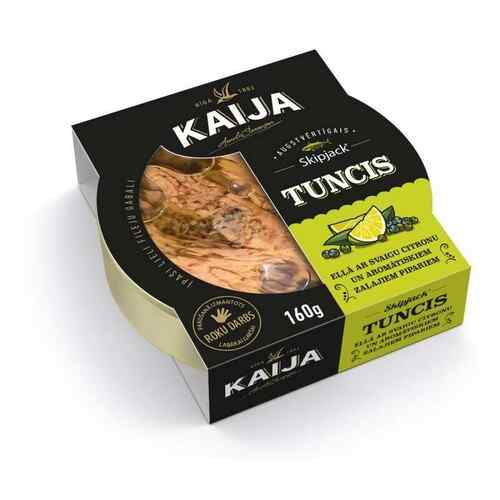 RĪGA 1892
KAIJA
AUGSTVĒRTĪGAIS
Skipjack
TUNCIS
EĻĻĀ AR SVAIGU CITRONU
UN AROMĀTISKIEM
ZAĻAJIEM PIPARIEM
ĪPAŠI LIELI FILEJU GABALI
ROKU DARBS
160g
Skipjack
TUNCIS
EĻĻĀ AR SVAIGU CITRONU
UN AROMĀTISKIEM
ZAĻAJIEM PIPARIEM
KAIJA